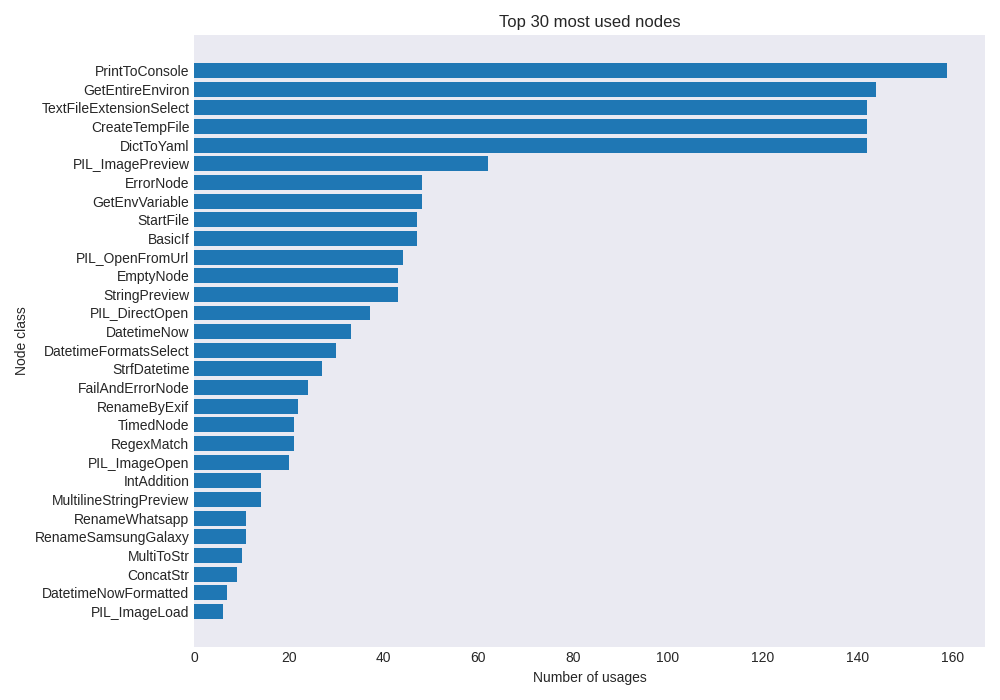 Top 30 most used nodes
Node class
PrintToConsole
GetEntireEnviron
TextFileExtensionSelect
CreateTempFile
DictToYaml
PIL_ImagePreview
ErrorNode
GetEnvVariable
StartFile
BasicIf
PIL_OpenFromUrl
EmptyNode
StringPreview
PIL_DirectOpen
DatetimeNow
DatetimeFormatsSelect
StrfDatetime
FailAndErrorNode
RenameByExif
TimedNode
RegexMatch
PIL_ImageOpen
IntAddition
MultilineStringPreview
RenameWhatsapp
RenameSamsungGalaxy
MultiToStr
ConcatStr
DatetimeNowFormatted
PIL_ImageLoad
0 20 40 60 80 100 120 140 160
Number of usages